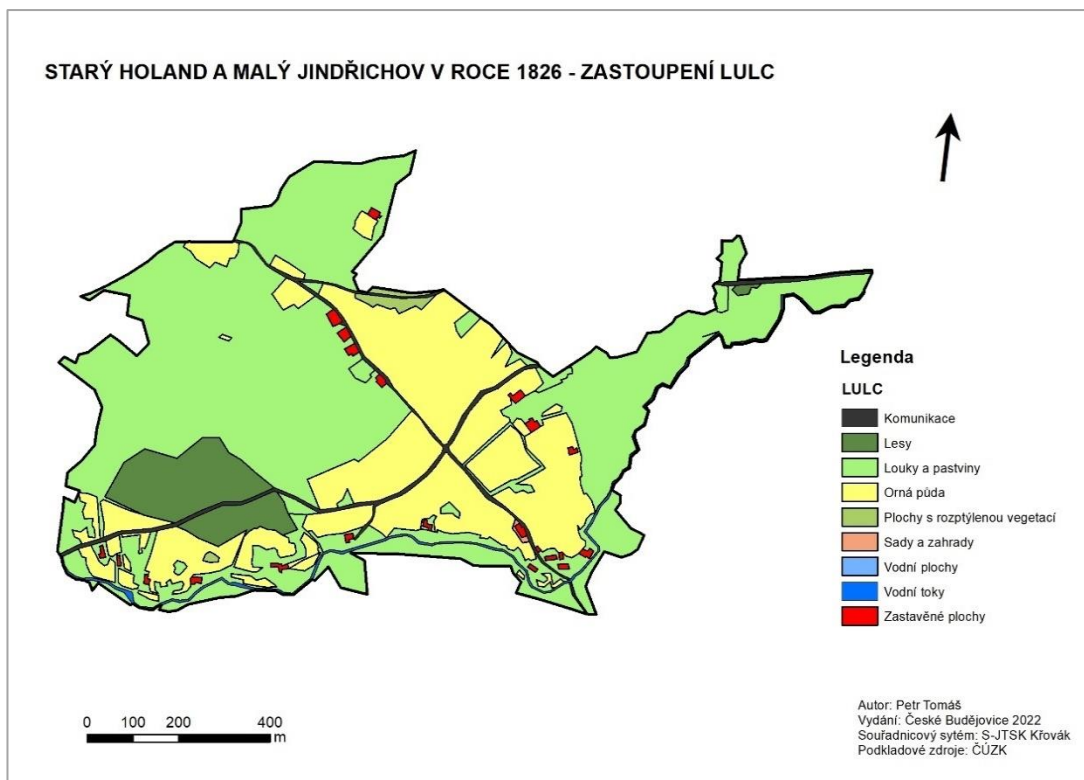 STARÝ HOLAND A MALÝ JINDŘICHOV V ROCE 1826 - ZASTOUPENÍ LULC
Legenda
LULC
Komunikace
Lesy
Louky a pastviny
Orná půda
Plochy s rozptýlenou vegetací
Sady a zahrady
Vodní plochy
Vodní toky
Zastavěné plochy
0 100 200 400
m
Autor: Petr Tomáš
Vydání: České Budějovice 2022
Souřadnicový sytém: S-JTSK Křovák
Podkladové zdroje: ČÚZK